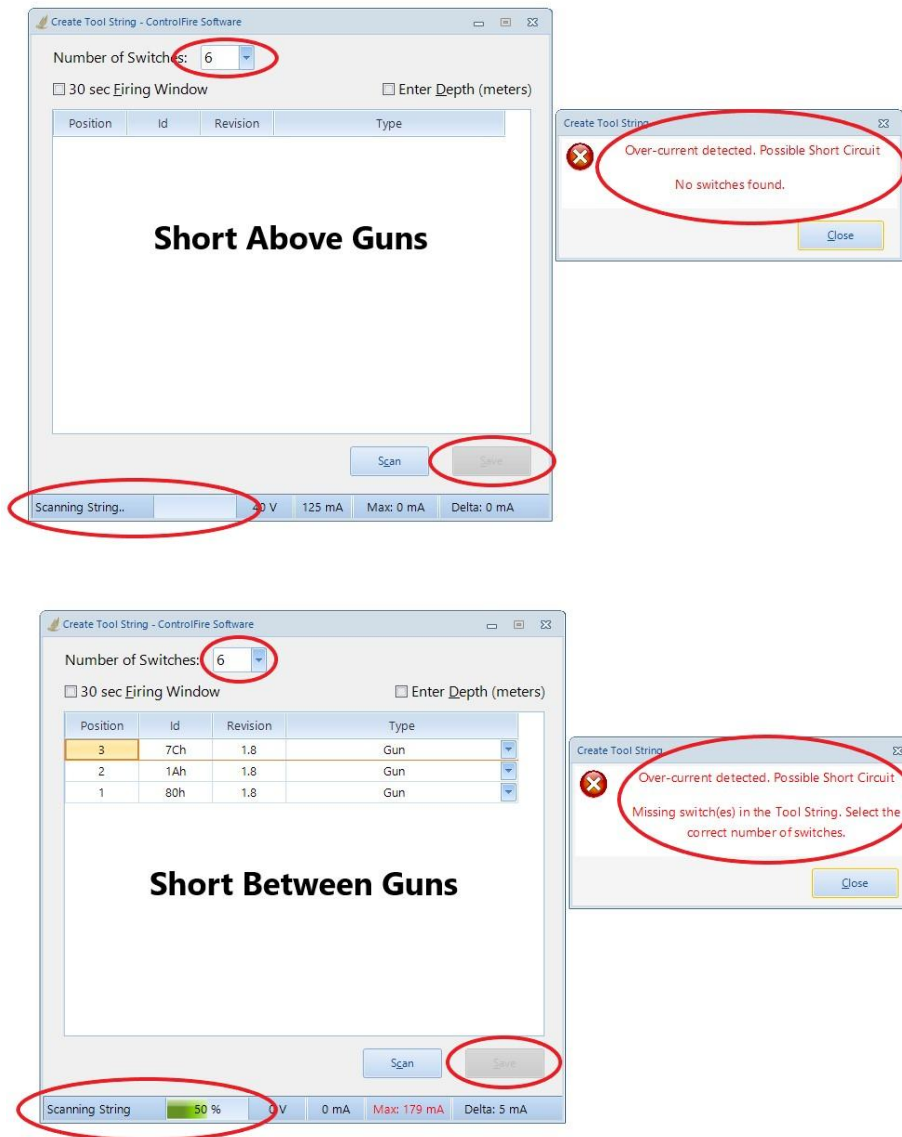 Create Tool String - ControlFire Software
Number of Switches: 6
30 sec Firing Window Enter Depth (meters)
Position Id Revision Type
Short Above Guns
Scan Save
Scanning String.. 40 V 125 mA Max: 0 mA Delta: 0 mA
Create Tool String
Over-current detected. Possible Short Circuit
No switches found.
Close
Create Tool String - ControlFire Software
Number of Switches: 6
30 sec Firing Window Enter Depth (meters)
Position Id Revision Type
3 7Ch 1.8 Gun
2 1Ah 1.8 Gun
1 80h 1.8 Gun
Short Between Guns
Scan Save
Scanning String 50 % 0 V 0 mA Max: 179 mA Delta: 5 mA
Create Tool String
Over-current detected. Possible Short Circuit
Missing switch(es) in the Tool String. Select the
correct number of switches.
Close